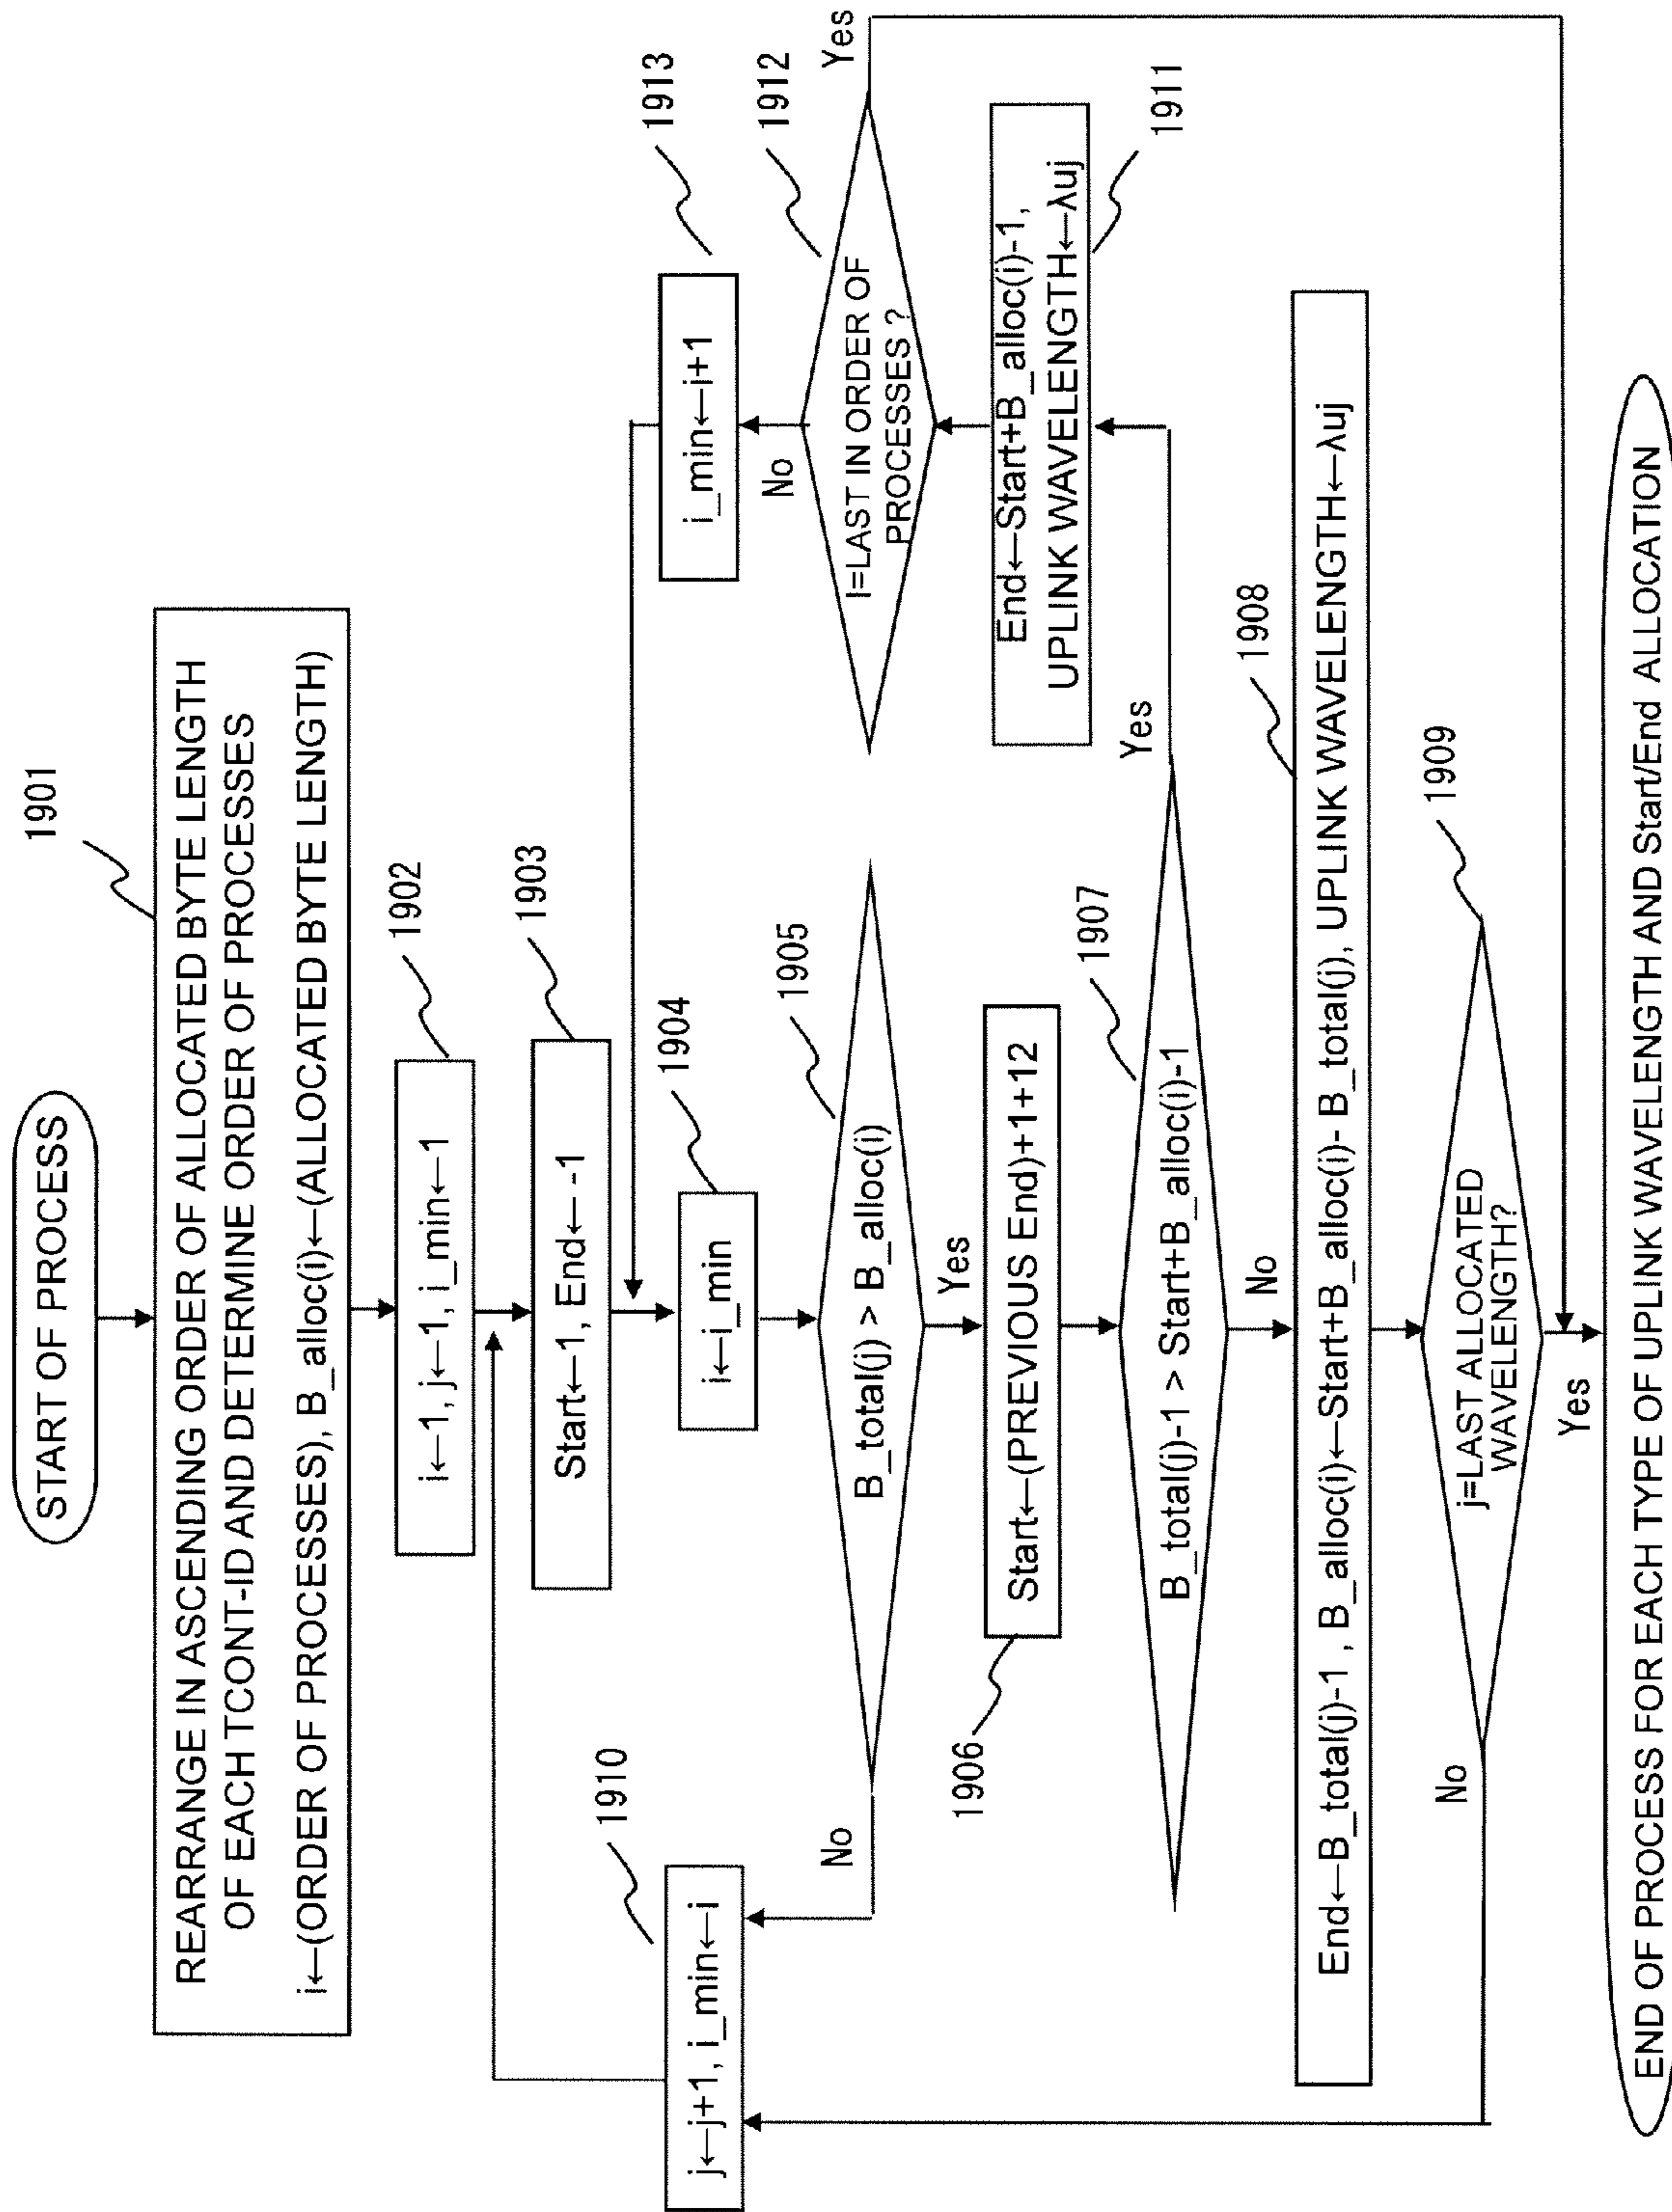 START OF PROCESS
1901
REARRANGE IN ASCENDING ORDER OF ALLOCATED BYTE LENGTH
OF EACH TCONT-ID AND DETERMINE ORDER OF PROCESSES
i←(ORDER OF PROCESSES), B_alloc(i)←(ALLOCATED BYTE LENGTH)
1902
i←1, j←1, i_min←1
1903
Start←1, End←-1
1904
i←i_min
1905
B_total(j) > B_alloc(i)
No
Yes
1910
j←j+1, i_min←i
1906
Start←(PREVIOUS End)+1+12
1907
B_total(j)-1 > Start+B_alloc(i)-1
Yes
No
1908
End←B_total(j)-1 , B_alloc(i)←Start+B_alloc(i)- B_total(j), UPLINK WAVELENGTH←λuj
1909
j=LAST ALLOCATED
WAVELENGTH?
No
Yes
1911
End←Start+B_alloc(i)-1,
UPLINK WAVELENGTH←λuj
1912
I=LAST IN ORDER OF
PROCESSES ?
Yes
No
1913
i_min←i+1
END OF PROCESS FOR EACH TYPE OF UPLINK WAVELENGTH AND Start/End ALLOCATION